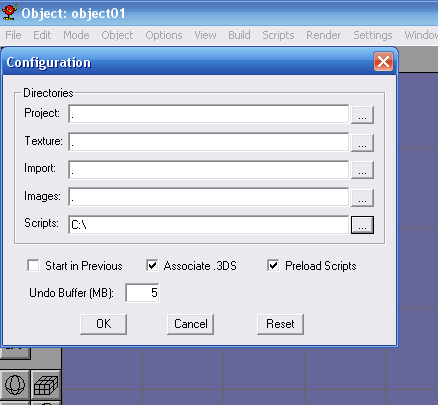 Object: object01
File Edit Mode Object Options View Build Scripts Render Settings Window
Configuration
Directories
Project: . ...
Texture: . ...
Import: . ...
Images: . ...
Scripts: C:\ ...
Start in Previous Associate .3DS Preload Scripts
Undo Buffer (MB): 5
OK Cancel Reset